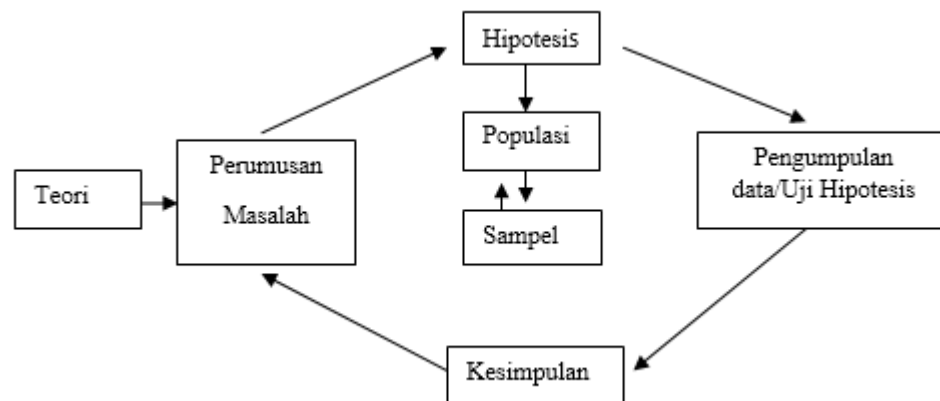 Hipotesis
Populasi
Sampel
Teori
Perumusan
Masalah
Pengumpulan
data/Uji Hipotesis
Kesimpulan